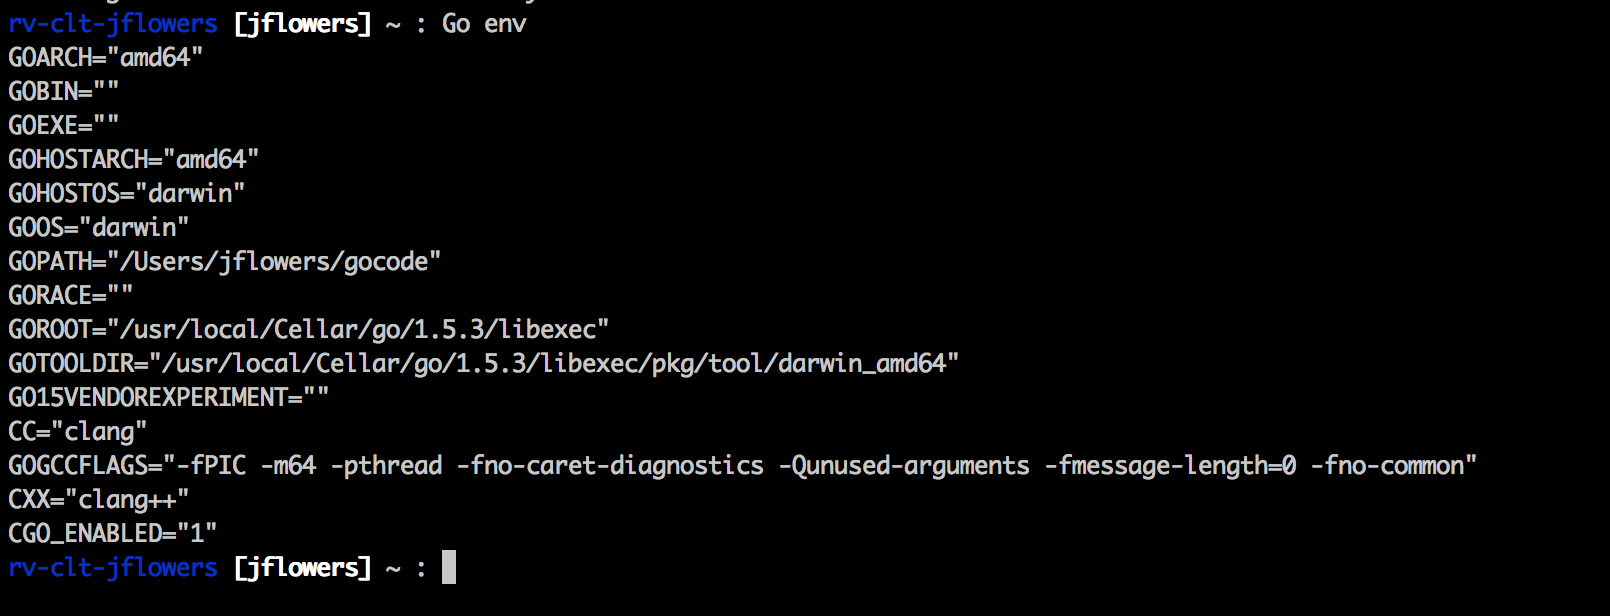 rv-clt-jflowers [jflowers] ~ : Go env
GOARCH="amd64"
GOBIN=""
GOEXE=""
GOHOSTARCH="amd64"
GOHOSTOS="darwin"
GOOS="darwin"
GOPATH="/Users/jflowers/gocode"
GORACE=""
GOROOT="/usr/local/Cellar/go/1.5.3/libexec"
GOTOOLDIR="/usr/local/Cellar/go/1.5.3/libexec/pkg/tool/darwin_amd64"
GO15VENDOREXPERIMENT=""
CC="clang"
GOGCCFLAGS="-fPIC -m64 -pthread -fno-caret-diagnostics -Qunused-arguments -fmessage-length=0 -fno-common"
CXX="clang++"
CGO_ENABLED="1"
rv-clt-jflowers [jflowers] ~ :